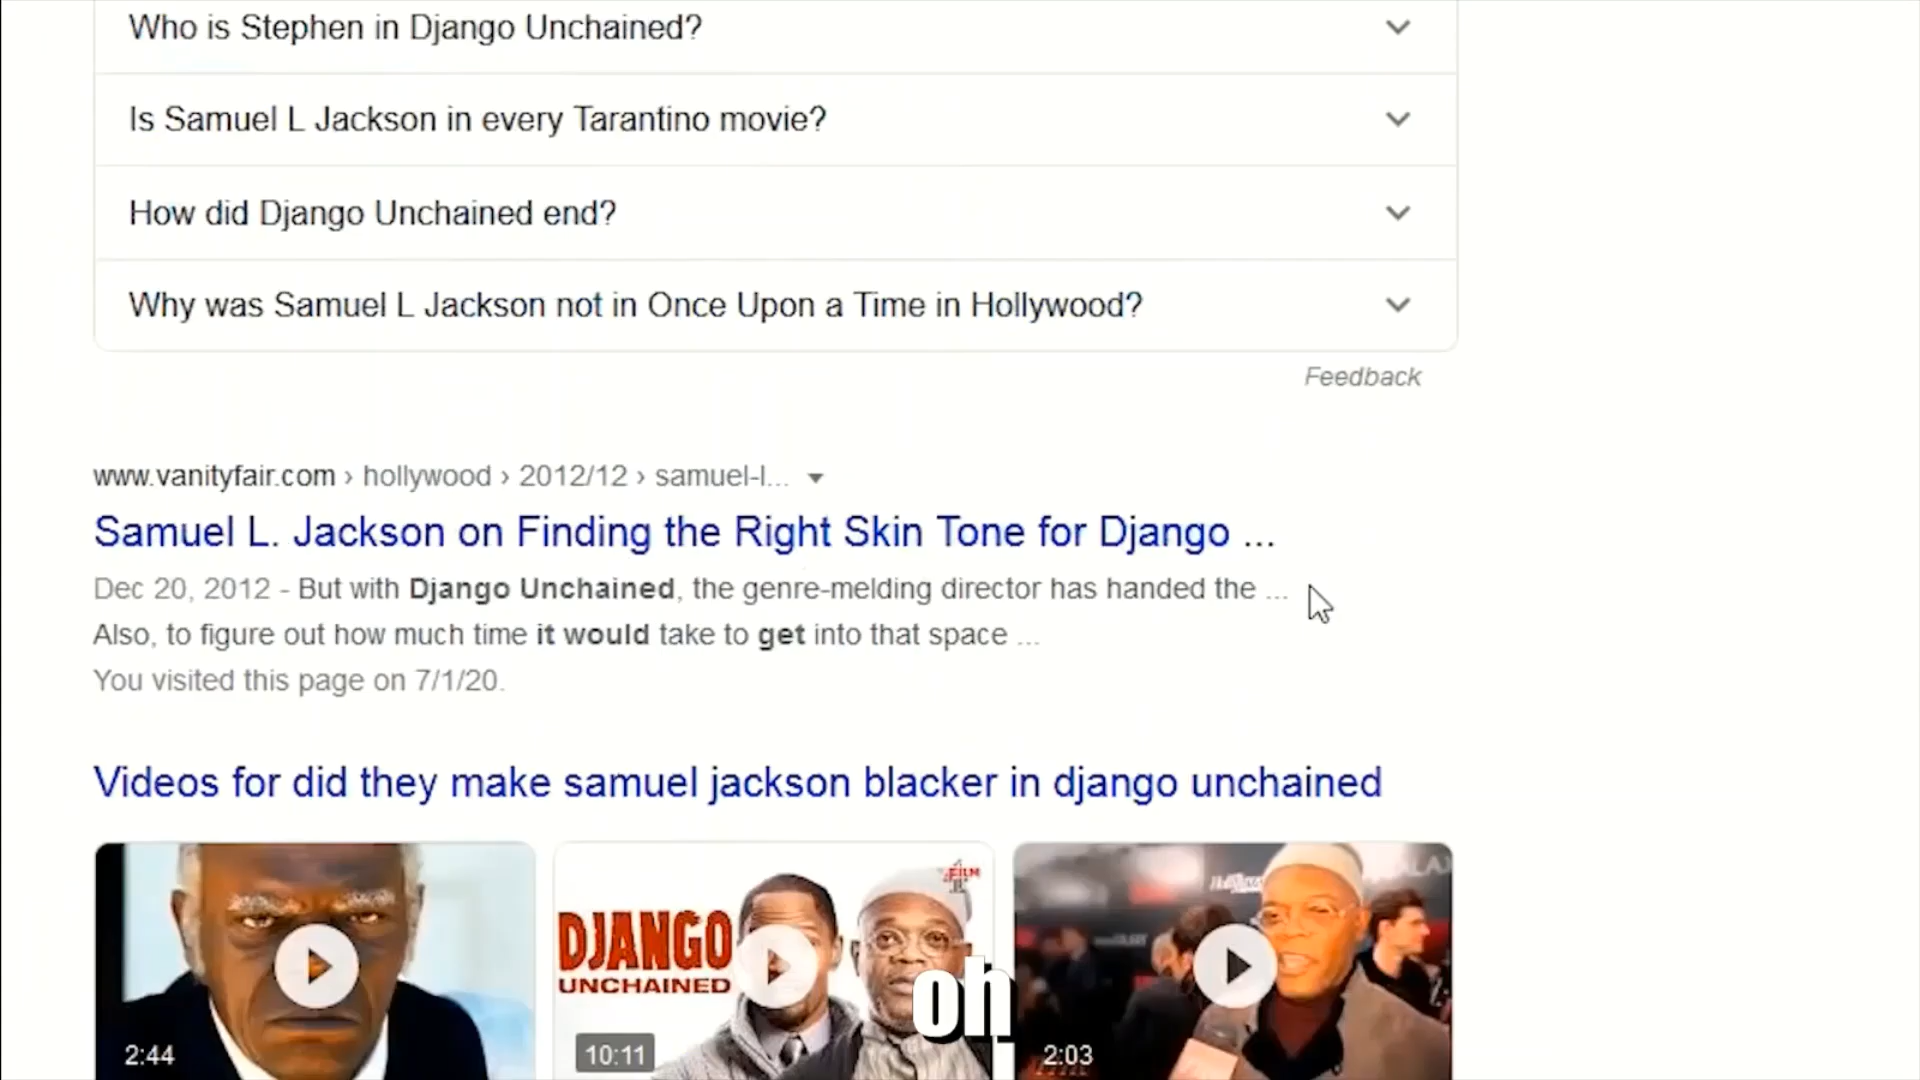 Who is Stephen in Django Unchained?
Is Samuel L Jackson in every Tarantino movie?
How did Django Unchained end?
Why was Samuel L Jackson not in Once Upon a Time in Hollywood?
Feedback
www.vanityfair.com › hollywood › 2012/12 › samuel-l...
Samuel L. Jackson on Finding the Right Skin Tone for Django ...
Dec 20, 2012 - But with Django Unchained, the genre-melding director has handed the ...
Also, to figure out how much time it would take to get into that space ...
You visited this page on 7/1/20.
Videos for did they make samuel jackson blacker in django unchained
FILM
DJANGO
UNCHAINED
oh
2:44
10:11
2:03